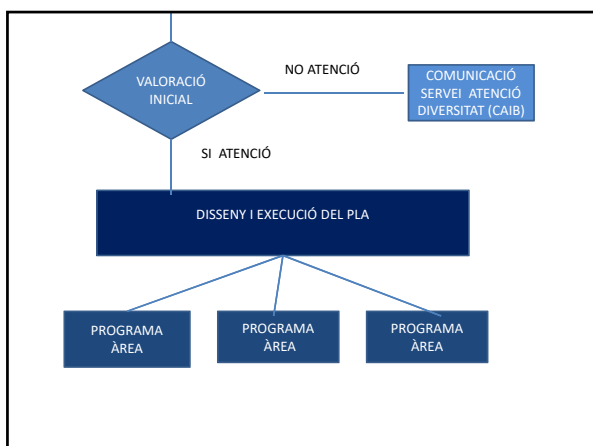 VALORACIÓ
INICIAL
NO ATENCIÓ
COMUNICACIÓ
SERVEI ATENCIÓ
DIVERSITAT (CAIB)
SI ATENCIÓ
DISSENY I EXECUCIÓ DEL PLA
PROGRAMA
ÀREA
PROGRAMA
ÀREA
PROGRAMA
ÀREA